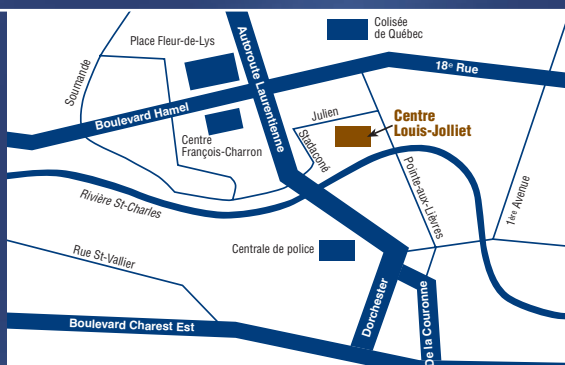 Colisée
de Québec
Place Fleur-de-Lys
Autoroute Laurentienne
Soumande
18e Rue
Boulevard Hamel
Julien
Centre
Louis-Jolliet
Centre
François-Charron
Stadaconé
Pointe-aux-Lièvres
Rivière St-Charles
1ère Avenue
Centrale de police
Rue St-Vallier
Dorchester
De la Couronne
Boulevard Charest Est